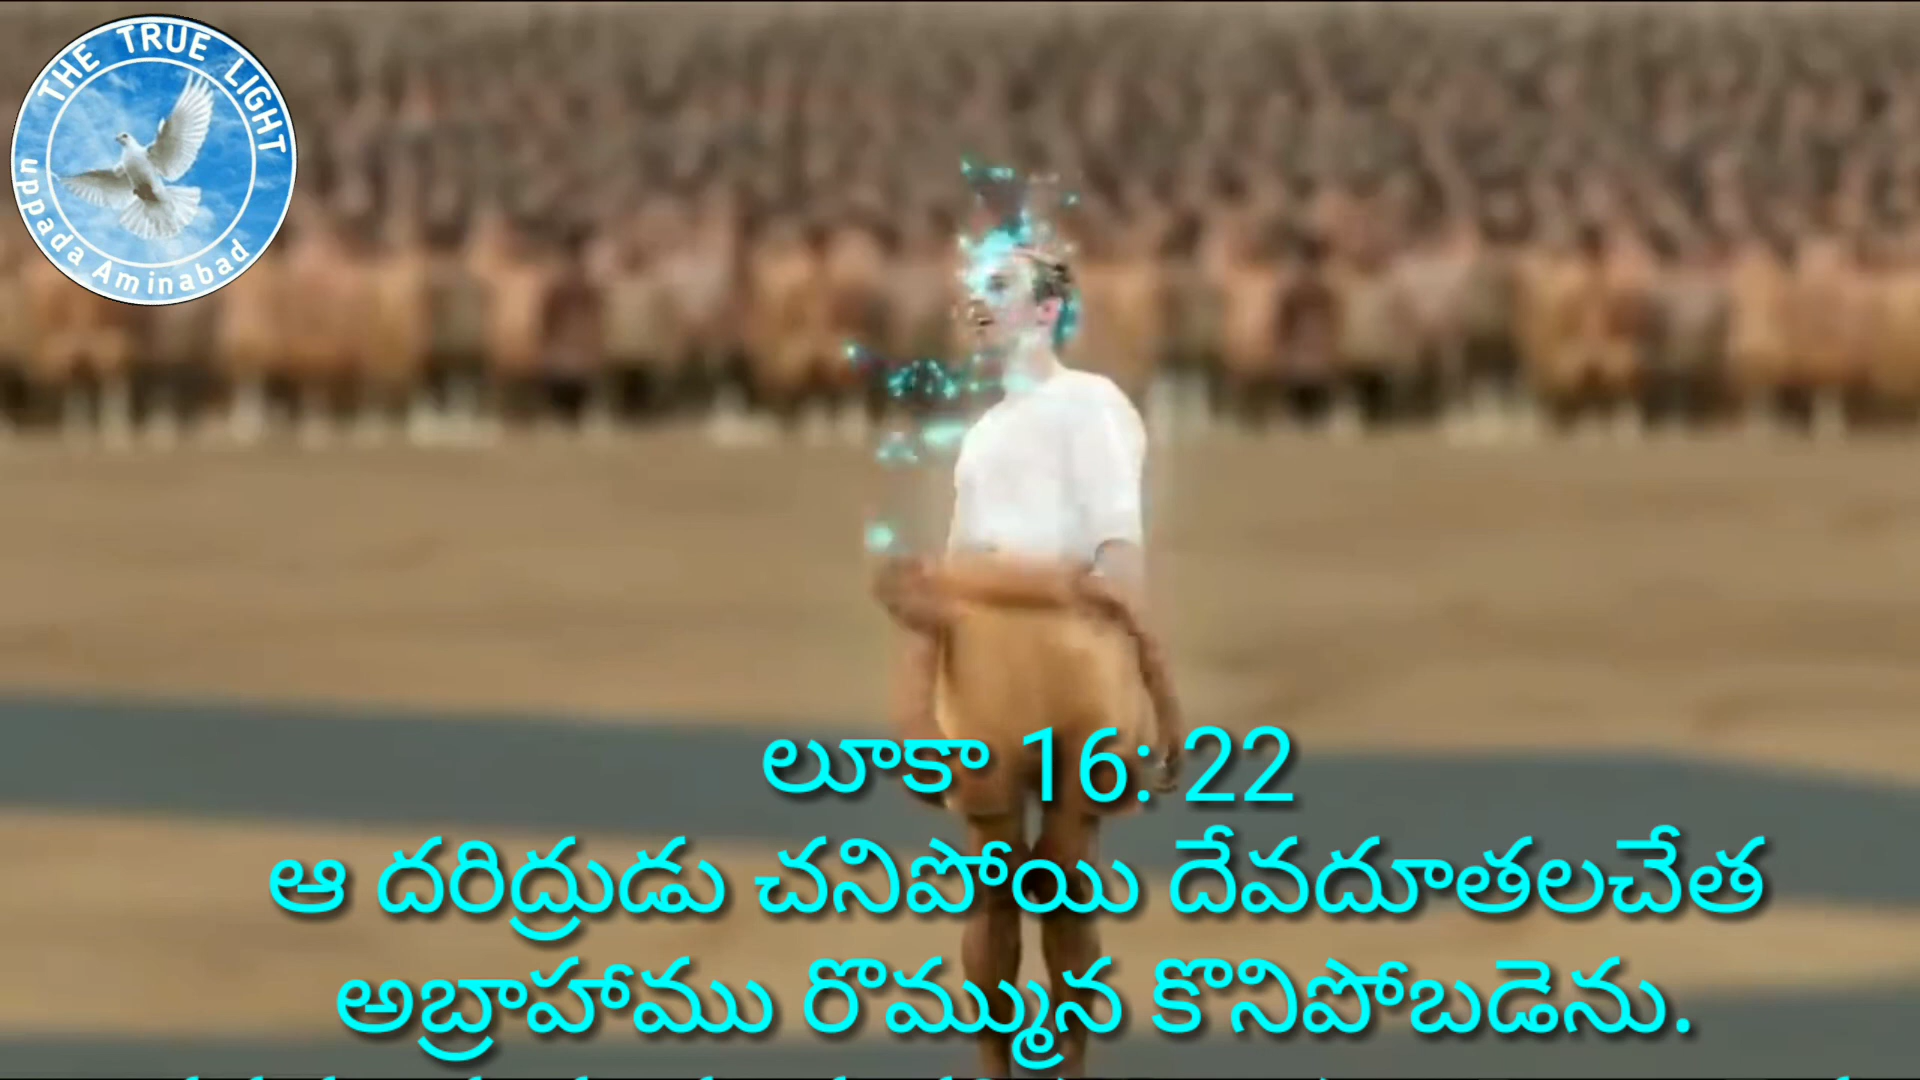 THE TRUE LIGHT
uppada Aminabad
లూకా 16: 22
ఆ దరిద్రుడు చనిపోయి దేవదూతలచేత
అబ్రాహాము రొమ్మున కొనిపోబడెను.